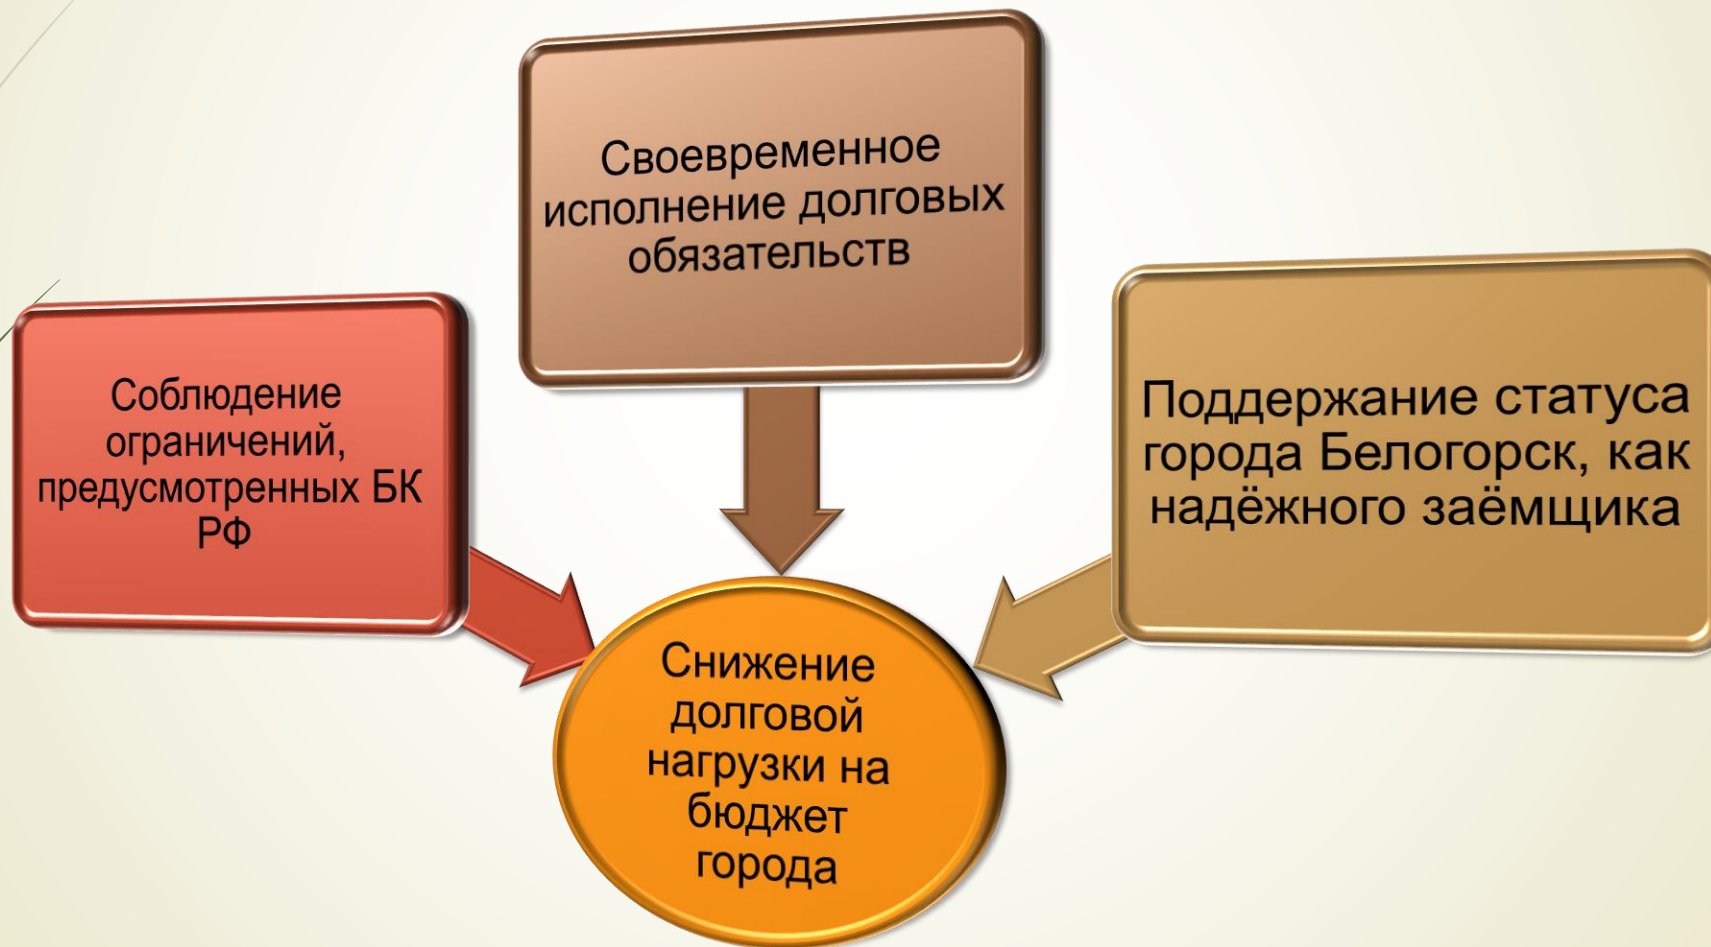 Своевременное
исполнение долговых
обязательств
Соблюдение
ограничений,
предусмотренных БК
РФ
Поддержание статуса
города Белогорск, как
надёжного заёмщика
Снижение
долговой
нагрузки на
бюджет
города